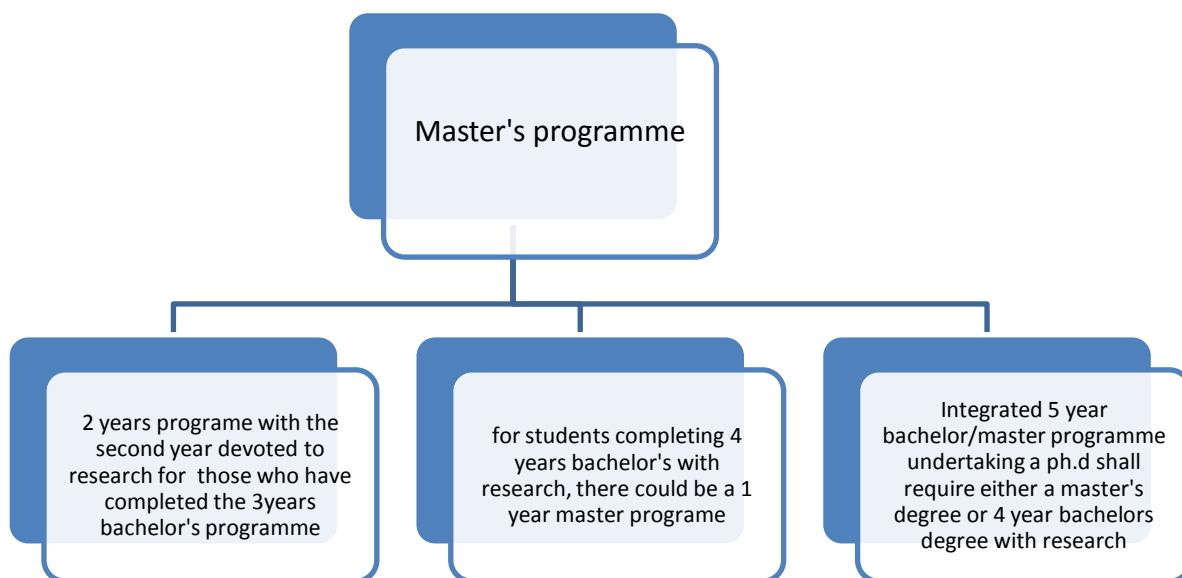 Master's programme
2 years programe with the
second year devoted to
research for those who have
completed the 3years
bachelor's programme
for students completing 4
years bachelor's with
research, there could be a 1
year master programe
Integrated 5 year
bachelor/master programme
undertaking a ph.d shall
require either a master's
degree or 4 year bachelors
degree with research